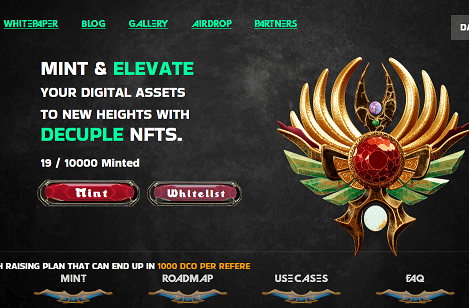 WHITEPAPER BLOG GALLERY AIRDROP PARTNERS
MINT & ELEVATE
YOUR DIGITAL ASSETS
TO NEW HEIGHTS WITH
DECUPLE NFTS.
19 / 10000 Minted
Mint Whitelist
RAISING PLAN THAT CAN END UP IN 1000 DCO PER REFERE
MINT ROADMAP USECASES FAQ